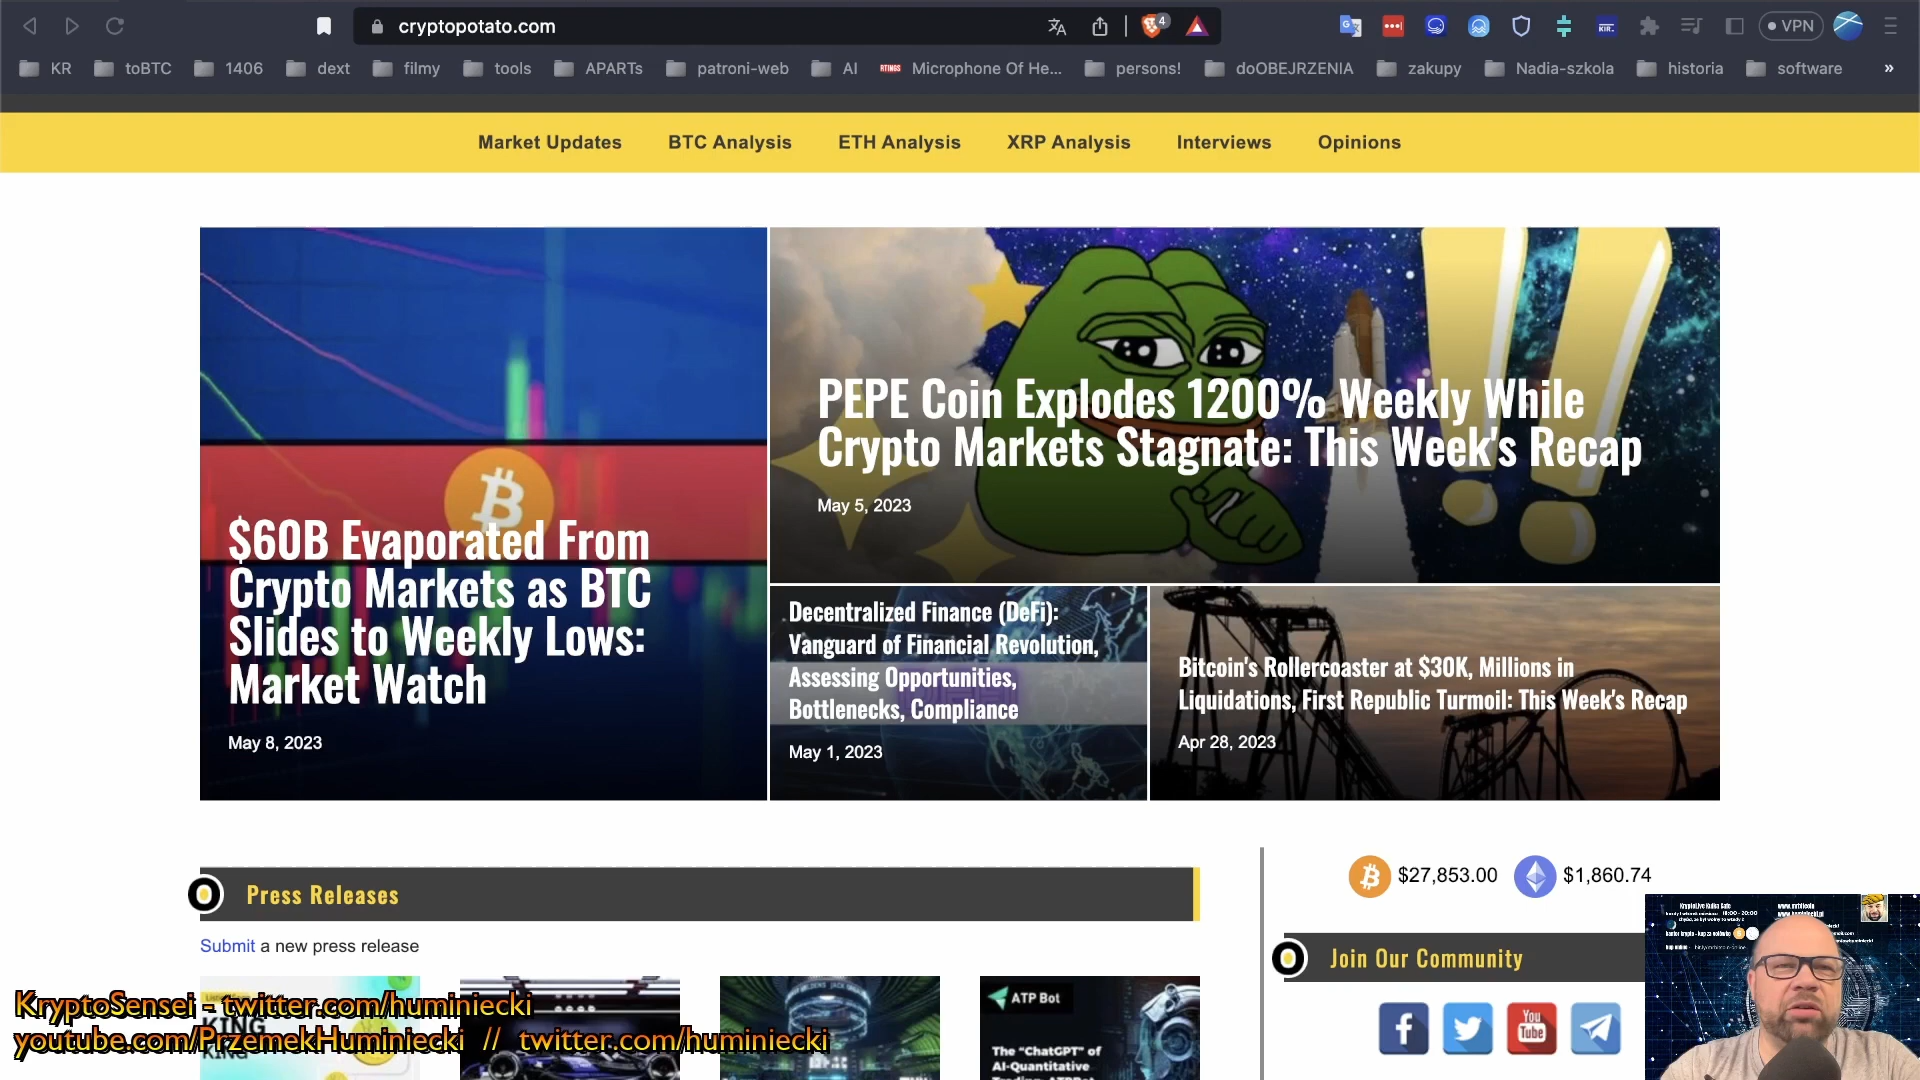 cryptopotato.com
4
VPN
KR
toBTC
1406
dext
filmy
tools
APARTs
patroni-web
AI
RTINGS
Microphone Of He...
persons!
doOBEJRZENIA
zakupy
Nadia-szkola
historia
software
»
Market Updates
BTC Analysis
ETH Analysis
XRP Analysis
Interviews
Opinions
$60B Evaporated From
Crypto Markets as BTC
Slides to Weekly Lows:
Market Watch
May 8, 2023
PEPE Coin Explodes 1200% Weekly While
Crypto Markets Stagnate: This Week's Recap
May 5, 2023
Decentralized Finance (DeFi):
Vanguard of Financial Revolution,
Assessing Opportunities,
Bottlenecks, Compliance
May 1, 2023
Bitcoin's Rollercoaster at $30K, Millions in
Liquidations, First Republic Turmoil: This Week's Recap
Apr 28, 2023
Press Releases
Submit a new press release
KING
ATP Bot
The “ChatGPT” of
AI-Quantitative
$27,853.00
$1,860.74
Join Our Community
You
Tube
KryptoSensei - twitter.com/huminiecki
youtube.com/PrzemekHuminiecki // twitter.com/huminiecki